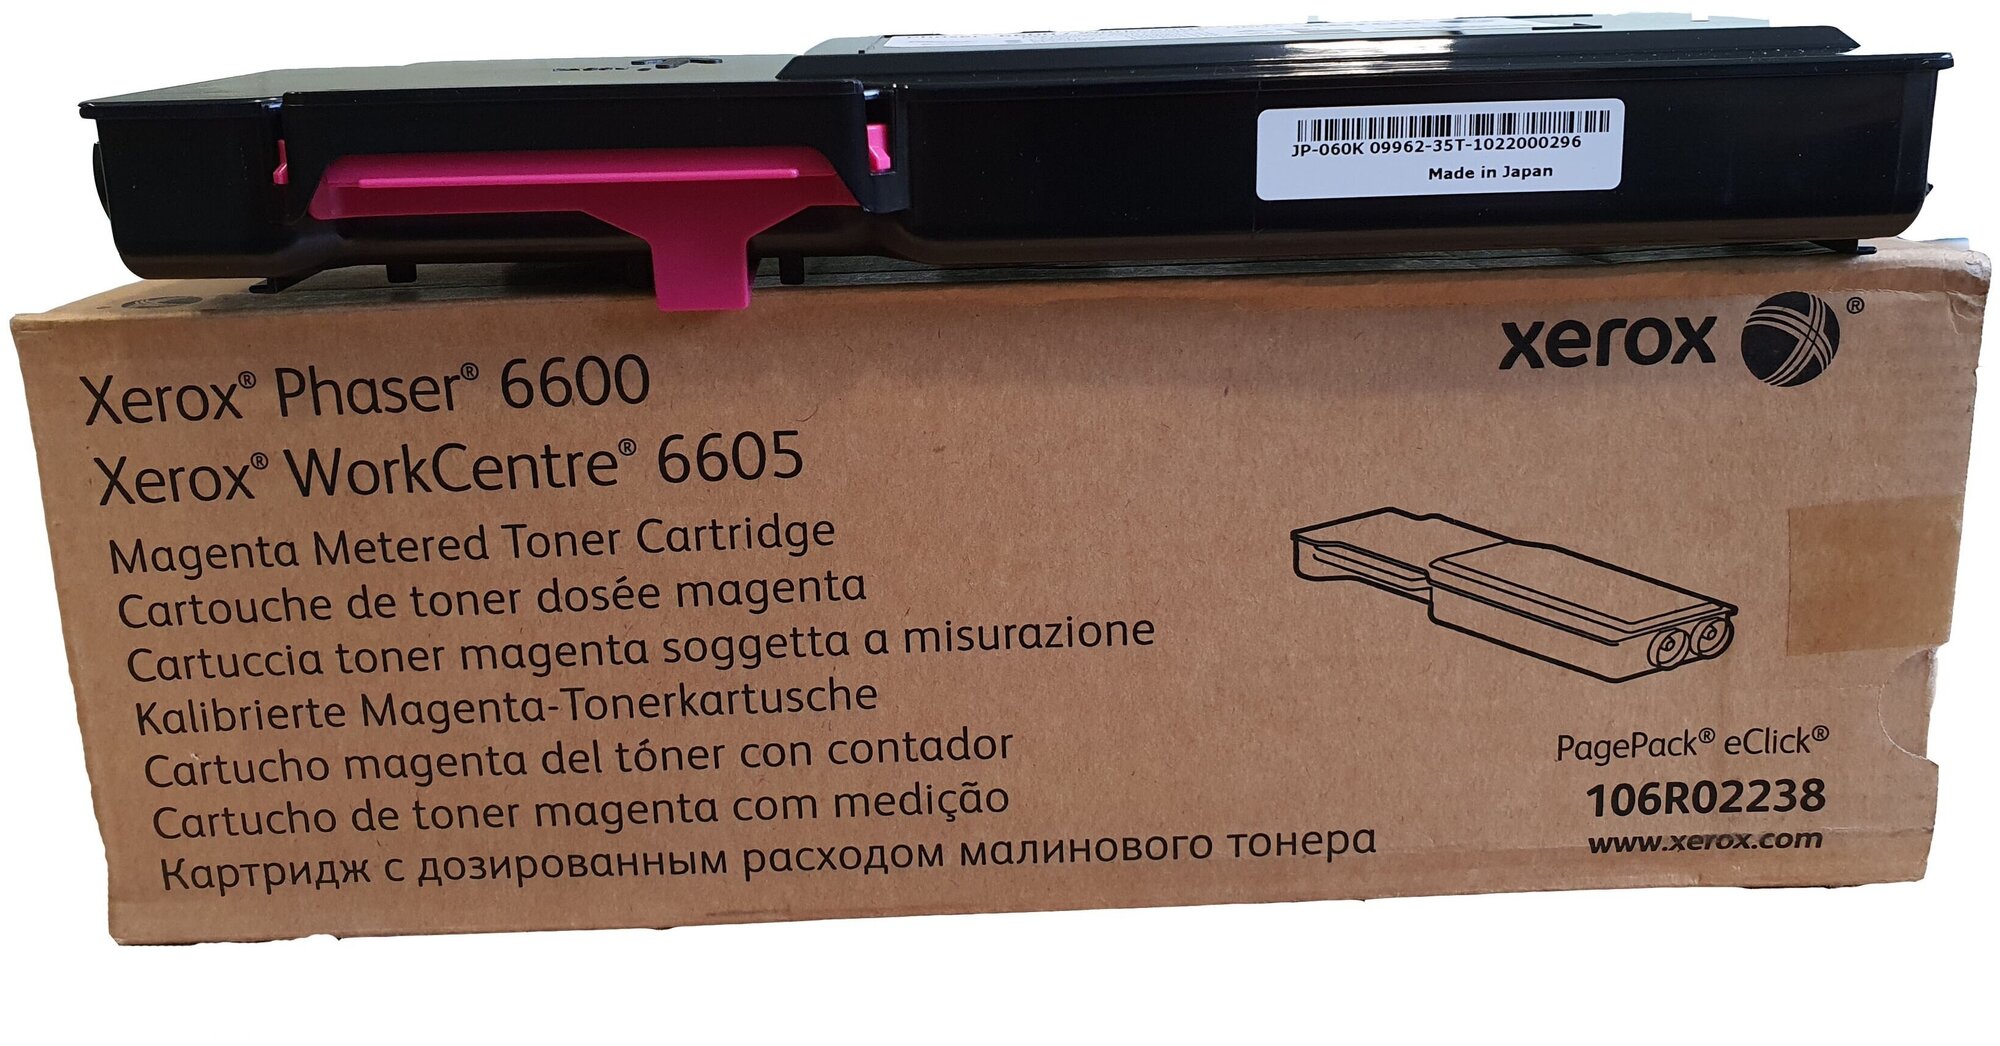 JP-060K 09962-35T-1022000296
Made in Japan
xerox®
Xerox® Phaser® 6600
Xerox® WorkCentre® 6605
Magenta Metered Toner Cartridge
Cartouche de toner dosée magenta
Cartuccia toner magenta soggetta a misurazione
Kalibrierte Magenta-Tonerkartusche
Cartucho magenta del tóner con contador
Cartucho de toner magenta com medição
Картридж с дозированным расходом малинового тонера
PagePack® eClick®
106R02238
www.xerox.com